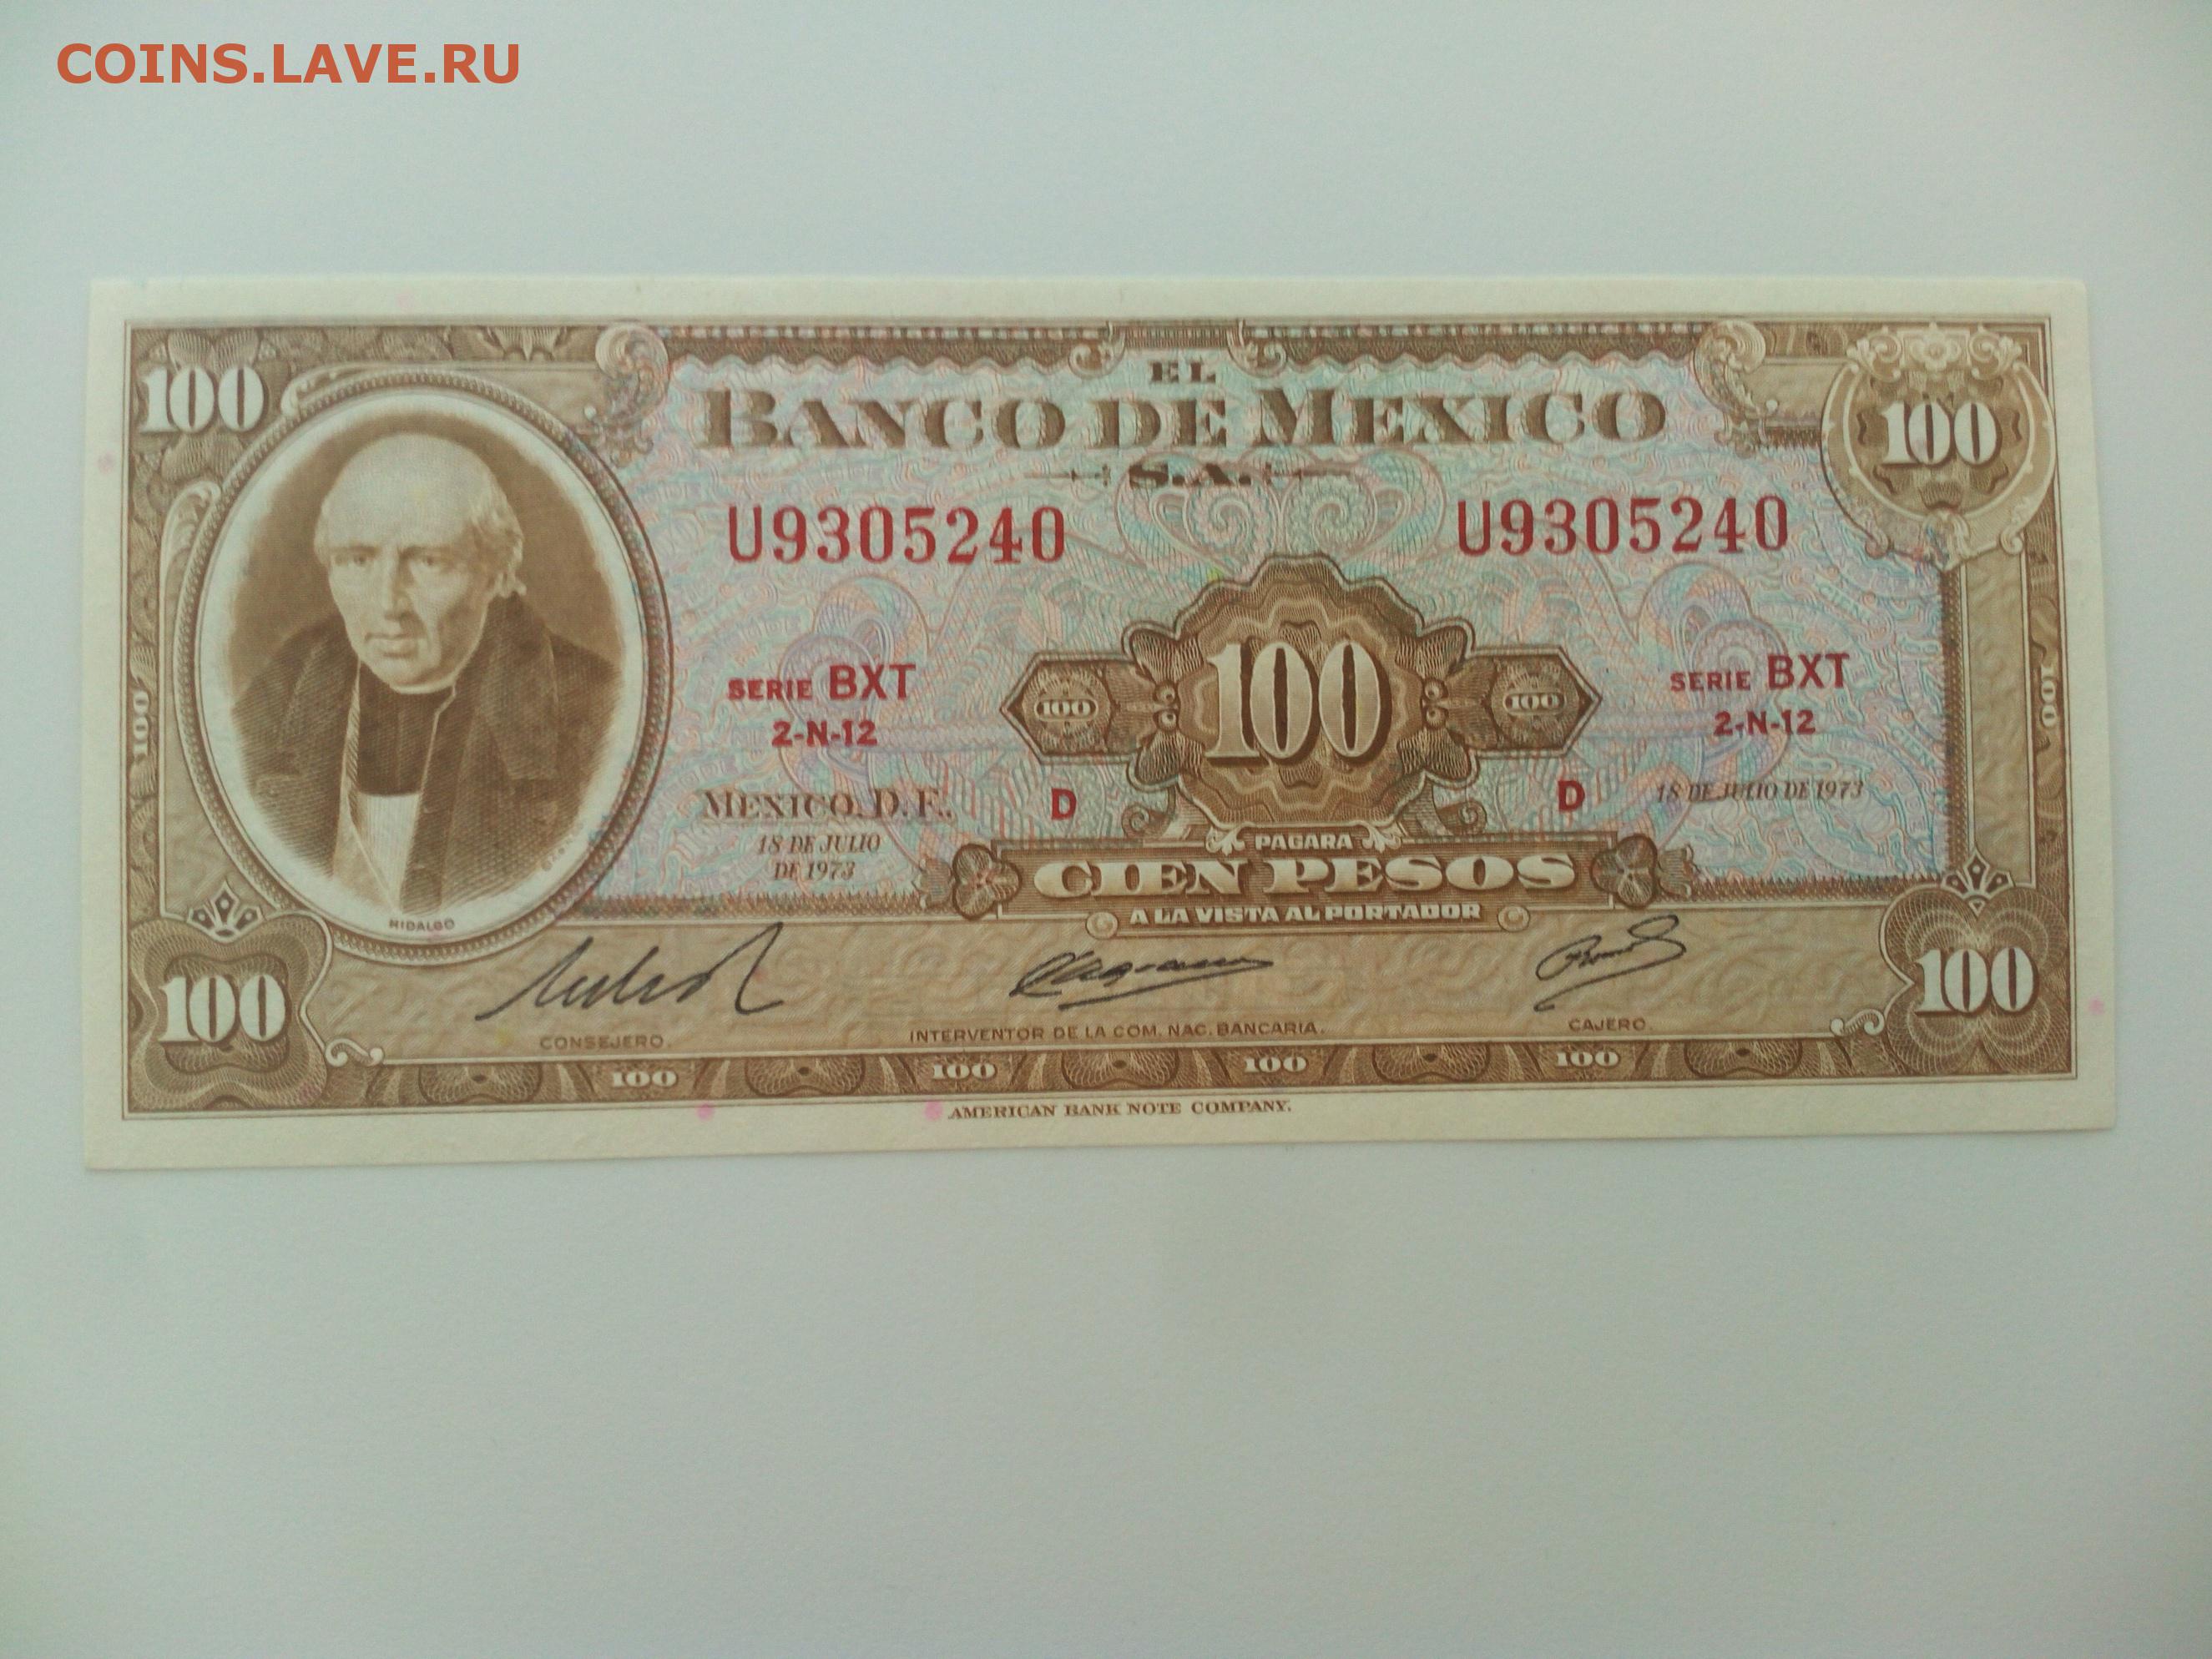 COINS.LAVE.RU
100
EL
BANCO DE MEXICO
S.A.
100
U9305240
U9305240
SERIE BXT
2-N-12
100
100
100
SERIE BXT
2-N-12
100
100
MEXICO, D.F.,
18 DE JULIO
DE 1973
D
D
18 DE JULIO DE 1973
PAGARA
CIEN PESOS
A LA VISTA AL PORTADOR
HIDALGO
100
100
CONSEJERO.
INTERVENTOR DE LA COM. NAC. BANCARIA.
CAJERO.
100
100
100
100
AMERICAN BANK NOTE COMPANY.